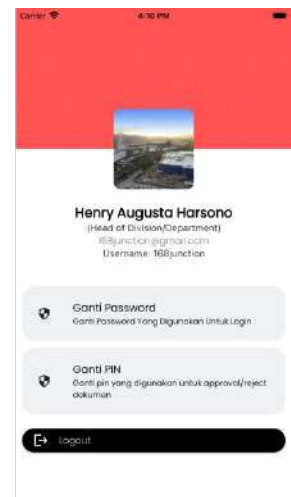 Carrier
4:10 PM
Henry Augusta Harsono
(Head of Division/Department)
168junction@gmail.com
Username: 168junction
Ganti Password
Ganti Password Yang Digunakan Untuk Login
Ganti PIN
Ganti pin yang digunakan untuk approval/reject
dokumen
Logout